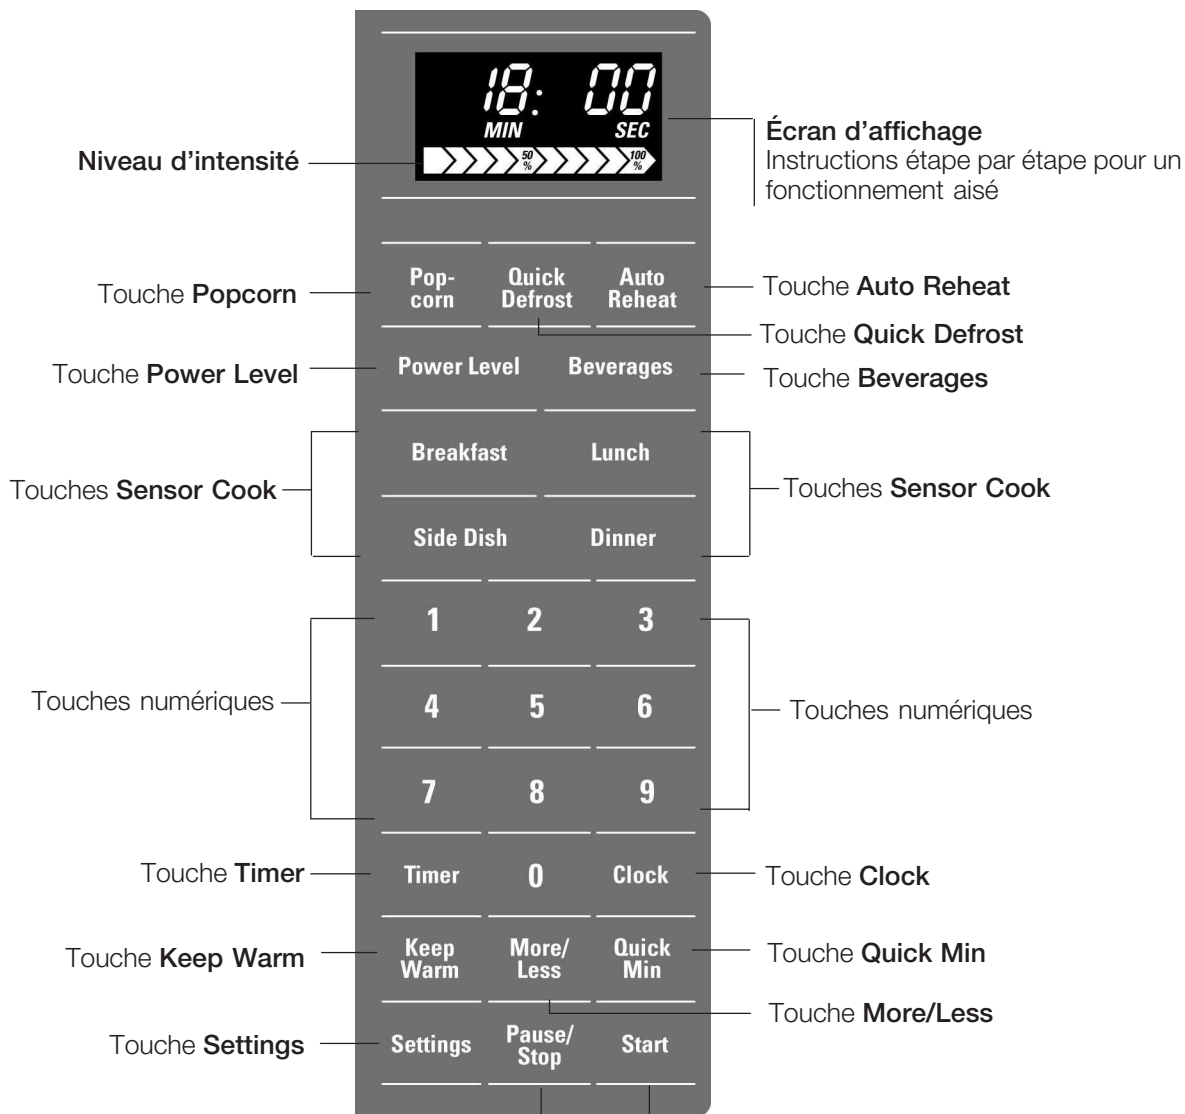 18: 00
MIN SEC
50 % 100 %
Niveau d’intensité
Écran d’affichage
Instructions étape par étape pour un
fonctionnement aisé
Pop-
corn
Quick
Defrost
Auto
Reheat
Touche Popcorn
Touche Auto Reheat
Touche Quick Defrost
Touche Power Level
Power Level
Beverages
Touche Beverages
Breakfast
Lunch
Touches Sensor Cook
Touches Sensor Cook
Side Dish
Dinner
1 2 3
Touches numériques
4 5 6
Touches numériques
7 8 9
Touche Timer
Timer
0
Clock
Touche Clock
Touche Keep Warm
Keep
Warm
More/
Less
Quick
Min
Touche Quick Min
Touche More/Less
Touche Settings
Settings
Pause/
Stop
Start